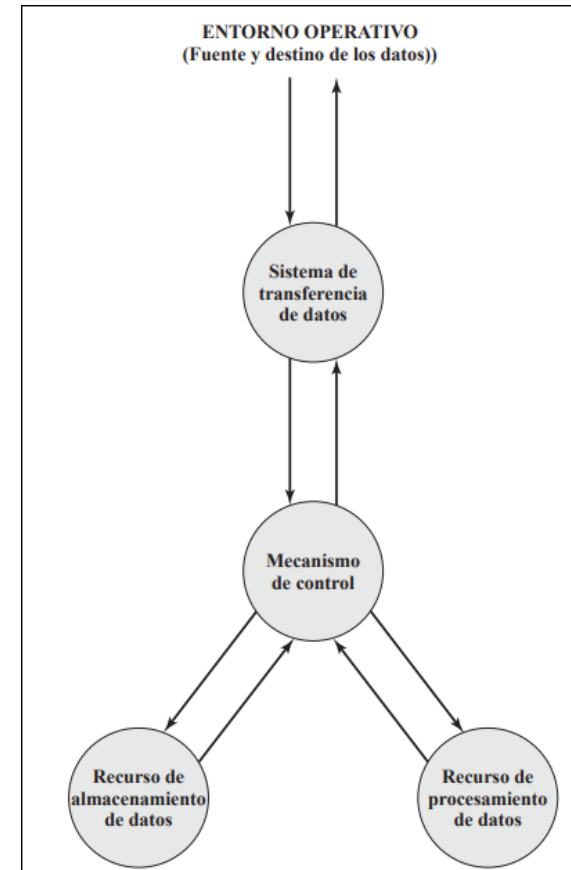 ENTORNO OPERATIVO
(Fuente y destino de los datos))
Sistema de
transferencia
de datos
Mecanismo
de control
Recurso de
almacenamiento
de datos
Recurso de
procesamiento
de datos